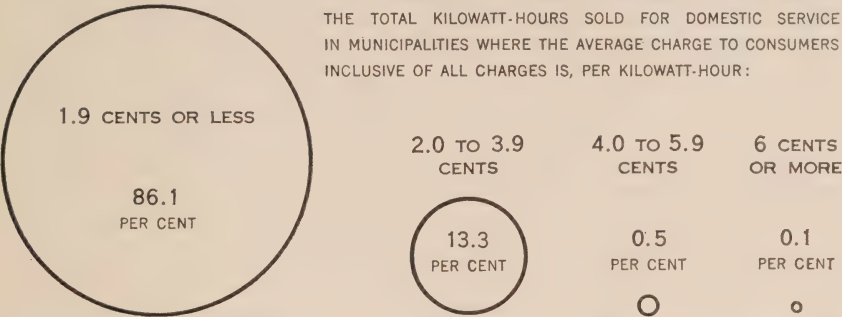 THE TOTAL KILOWATT-HOURS SOLD FOR DOMESTIC SERVICE
IN MUNICIPALITIES WHERE THE AVERAGE CHARGE TO CONSUMERS
INCLUSIVE OF ALL CHARGES IS, PER KILOWATT-HOUR:
1.9 CENTS OR LESS
86.1
PER CENT
2.0 TO 3.9
CENTS
13.3
PER CENT
4.0 TO 5.9
CENTS
0.5
PER CENT
6 CENTS
OR MORE
0.1
PER CENT